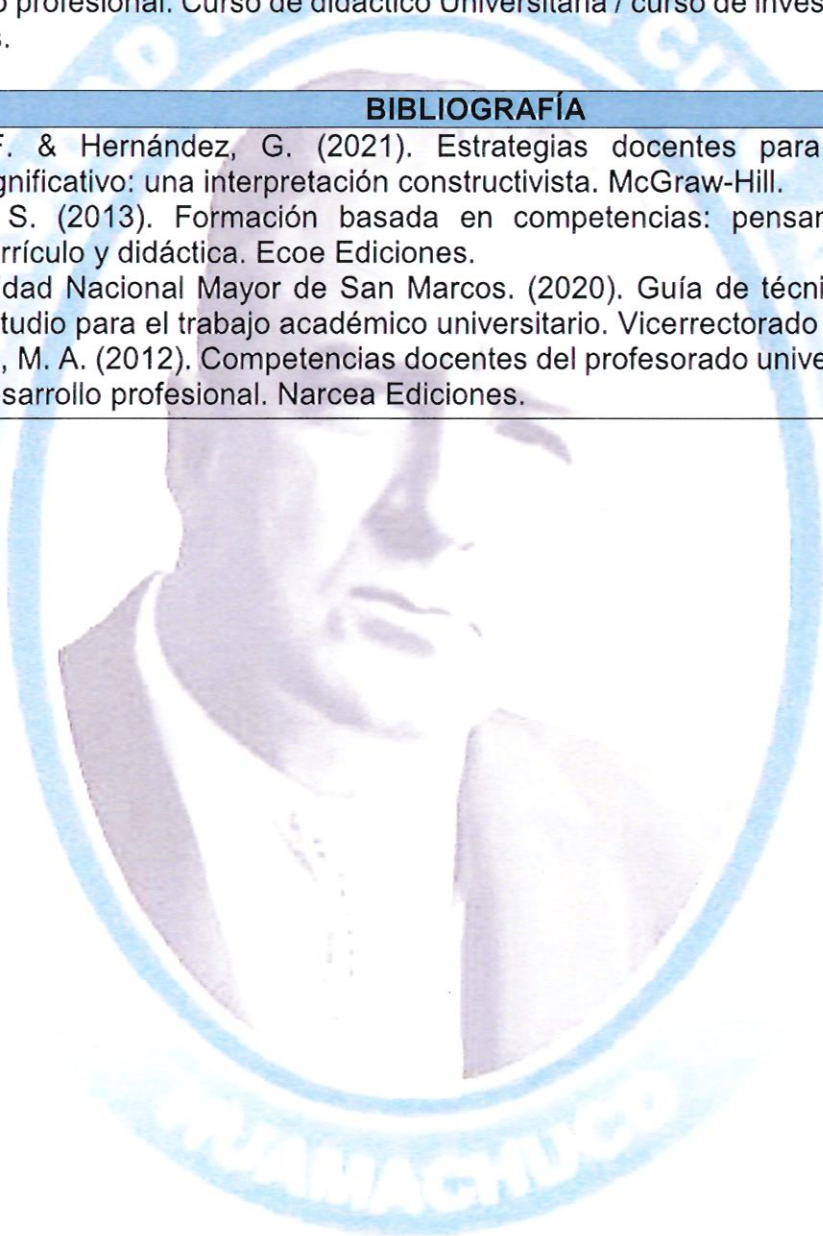 o profesional. Curso de didáctico Universitaria / curso de inves
s.
BIBLIOGRAFÍA
F. & Hernández, G. (2021). Estrategias docentes para
gnificativo: una interpretación constructivista. McGraw-Hill.
S. (2013). Formación basada en competencias: pensar
rrículo y didáctica. Ecoe Ediciones.
dad Nacional Mayor de San Marcos. (2020). Guía de técni
tudio para el trabajo académico universitario. Vicerrectorado
, M. A. (2012). Competencias docentes del profesorado unive
esarrollo profesional. Narcea Ediciones.
HUAMACHUCO